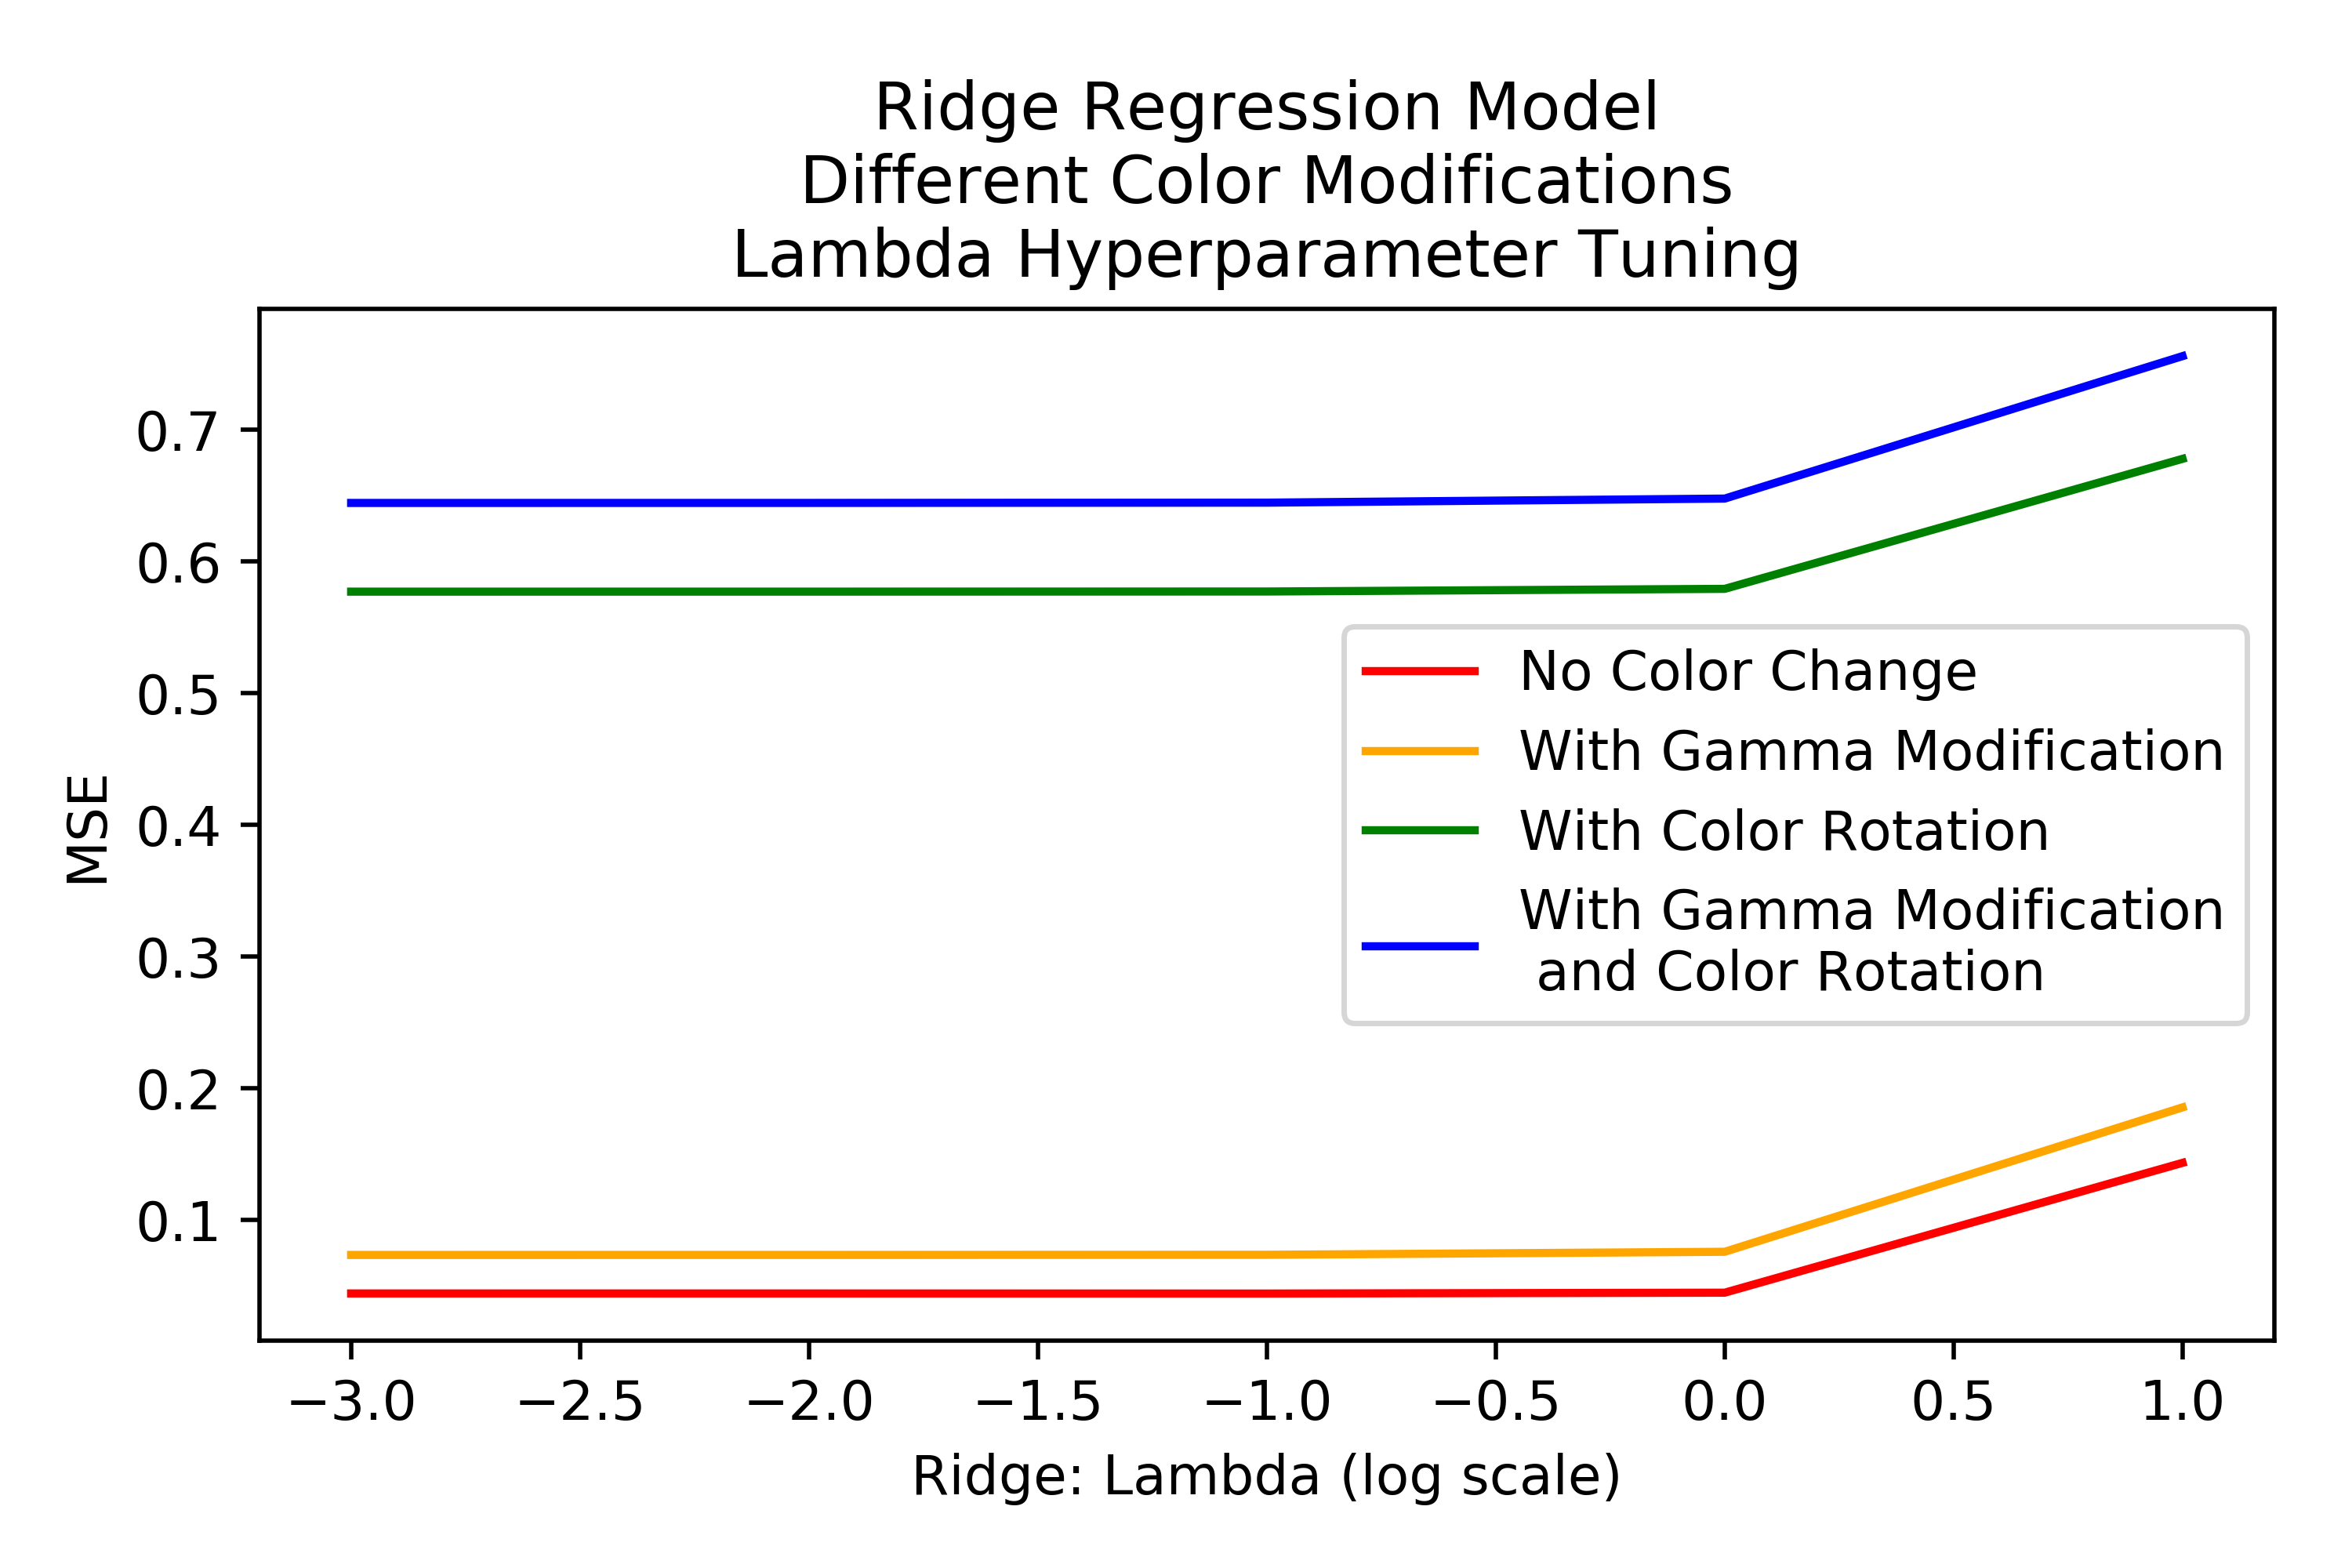 Ridge Regression Model
Different Color Modifications
Lambda Hyperparameter Tuning
MSE
0.7
0.6
0.5
0.4
0.3
0.2
0.1
No Color Change
With Gamma Modification
With Color Rotation
With Gamma Modification
and Color Rotation
−3.0 −2.5 −2.0 −1.5 −1.0 −0.5 0.0 0.5 1.0
Ridge: Lambda (log scale)